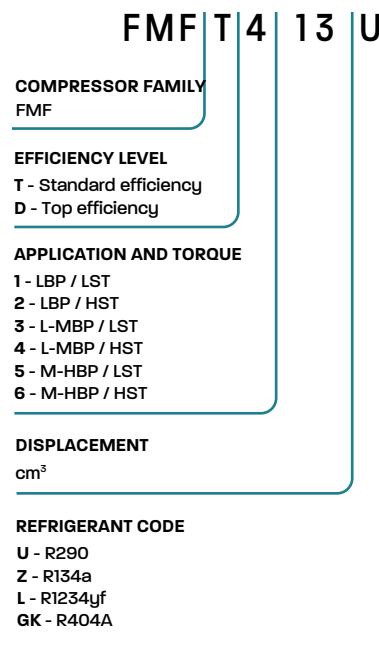 FMF T 4 13 U
COMPRESSOR FAMILY
FMF
EFFICIENCY LEVEL
T - Standard efficiency
D - Top efficiency
APPLICATION AND TORQUE
1 - LBP / LST
2 - LBP / HST
3 - L-MBP / LST
4 - L-MBP / HST
5 - M-HBP / LST
6 - M-HBP / HST
DISPLACEMENT
cm³
REFRIGERANT CODE
U - R290
Z - R134a
L - R1234yf
GK - R404A